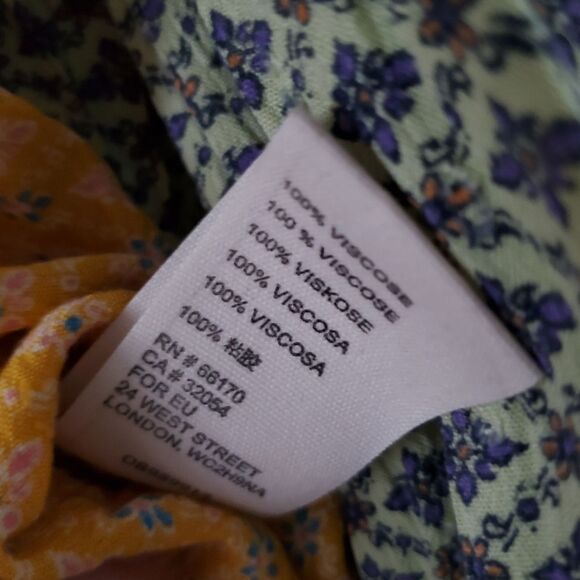 100% VISCOSE
100 % VISCOSE
100% VISKOSE
100% VISCOSA
100% VISCOSA
100% 粘胶
RN # 66170
CA # 32054
FOR EU
24 WEST STREET
LONDON, WC2H9NA